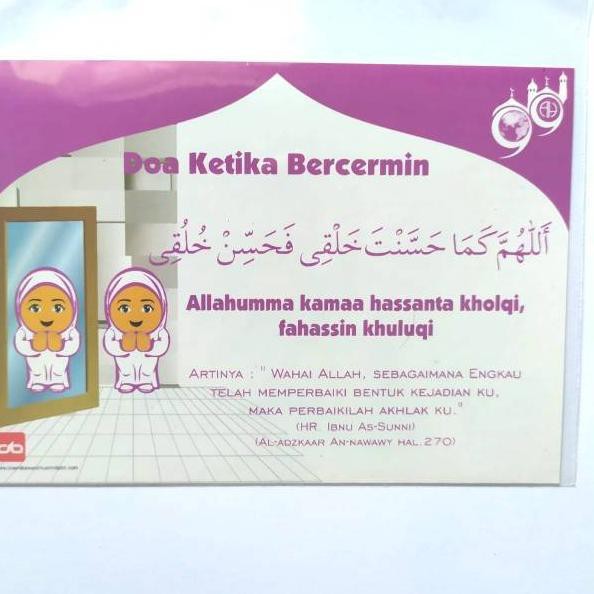 Doa Ketika Bercermin
أَللّٰهُمَّ كَمَا حَسَّنْتَ خَلْقِى فَحَسِّنْ خُلُقِى
Allahumma kamaa hassanta kholqi,
fahassin khuluqi
ARTINYA : " WAHAI ALLAH, SEBAGAIMANA ENGKAU
TELAH MEMPERBAIKI BENTUK KEJADIAN KU,
MAKA PERBAIKILAH AKHLAK KU."
(HR. IBNU AS-SUNNI)
(AL-ADZKAAR AN-NAWAWY HAL.270)